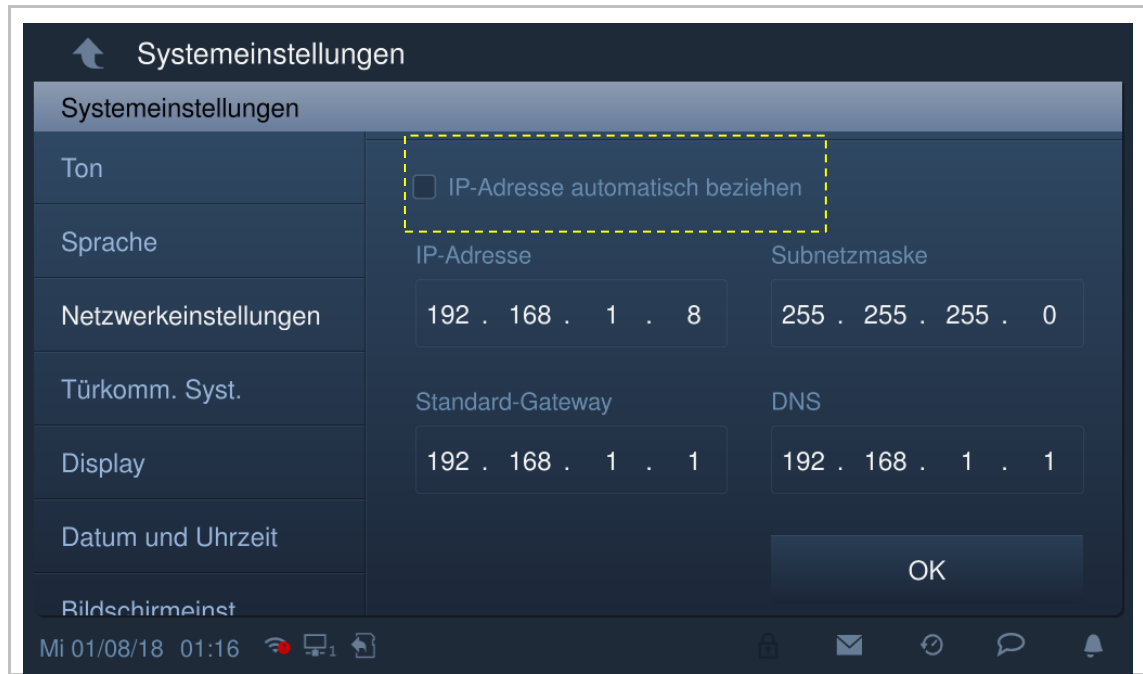 Systemeinstellungen
Systemeinstellungen
Ton
Sprache
Netzwerkeinstellungen
Türkomm. Syst.
Display
Datum und Uhrzeit
Bildschirmeinst
IP-Adresse automatisch beziehen
IP-Adresse
192 . 168 . 1 . 8
Subnetzmaske
255 . 255 . 255 . 0
Standard-Gateway
192 . 168 . 1 . 1
DNS
192 . 168 . 1 . 1
OK
Mi 01/08/18 01:16 1